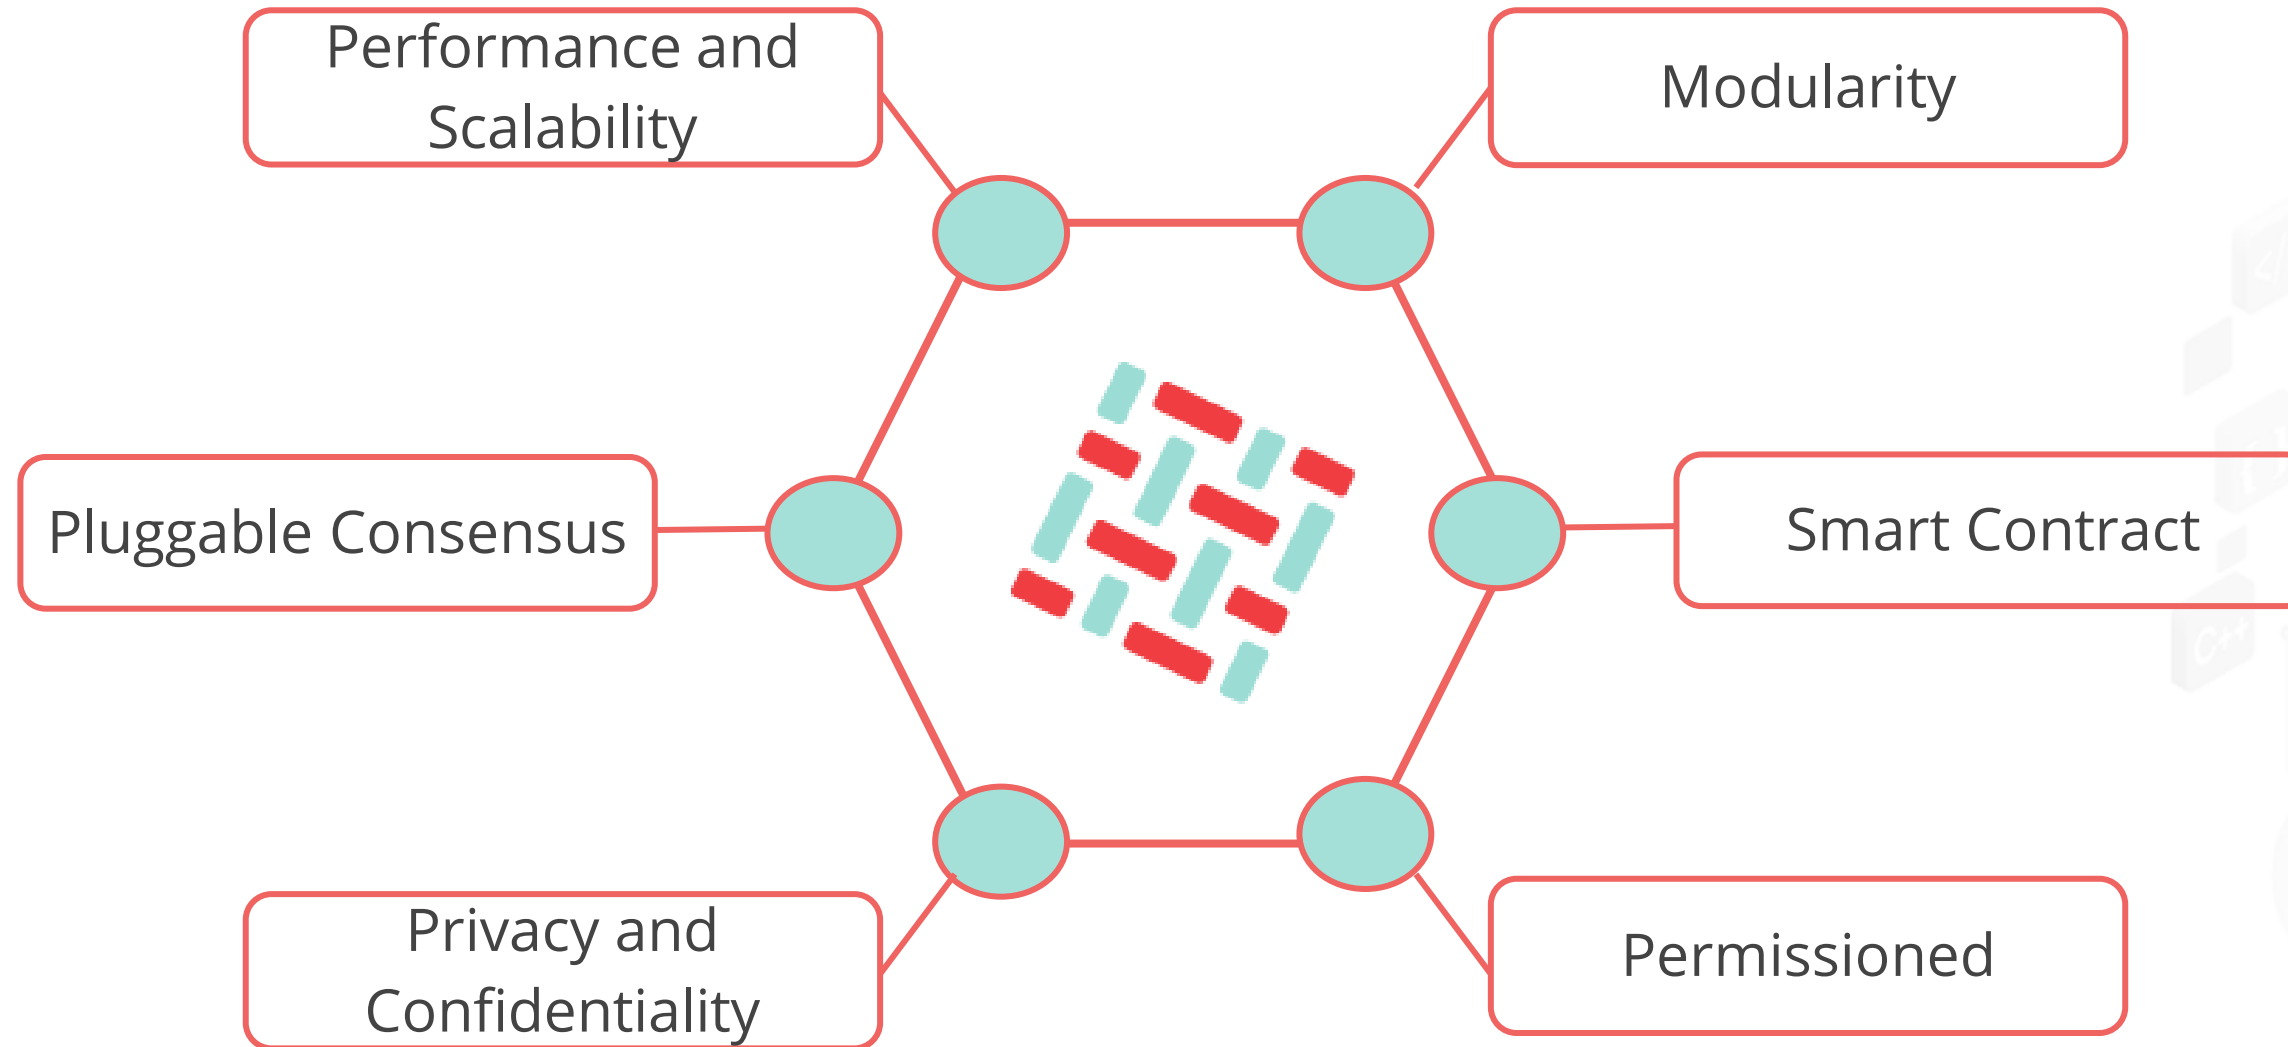 Performance and
Scalability
Modularity
Pluggable Consensus
Smart Contract
Privacy and
Confidentiality
Permissioned
C++